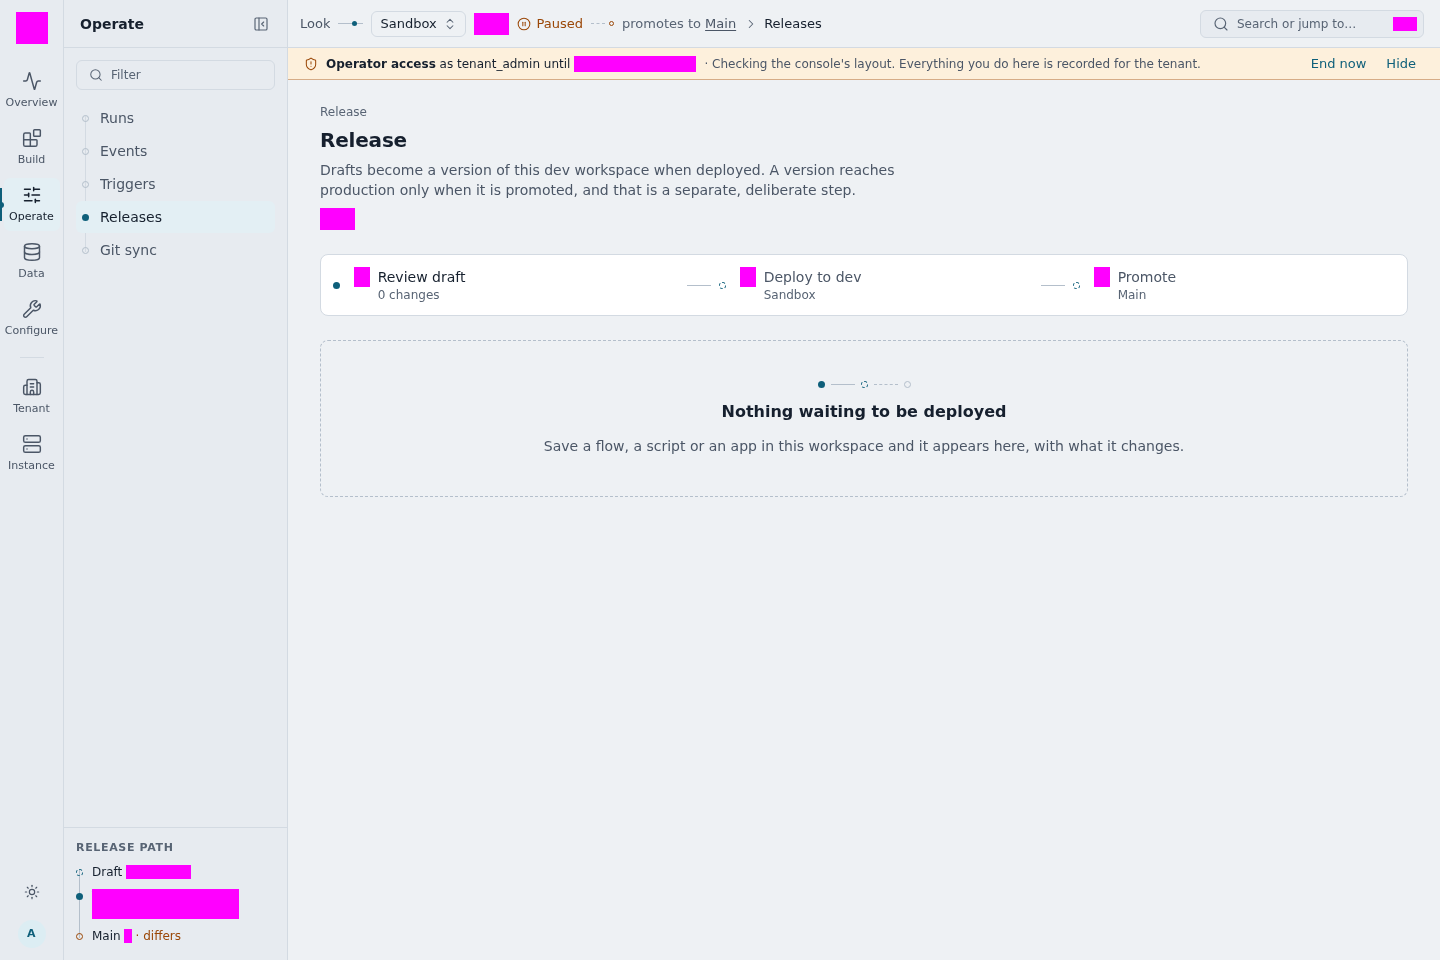 Operate
Look
Sandbox
Paused
promotes to Main
Releases
Search or jump to...
Operator access as tenant_admin until
· Checking the console's layout. Everything you do here is recorded for the tenant.
End now
Hide
Overview
Build
Operate
Data
Configure
Tenant
Instance
A
Filter
Runs
Events
Triggers
Releases
Git sync
RELEASE PATH
Draft
Main · differs
Release
Release
Drafts become a version of this dev workspace when deployed. A version reaches
production only when it is promoted, and that is a separate, deliberate step.
Review draft
0 changes
Deploy to dev
Sandbox
Promote
Main
Nothing waiting to be deployed
Save a flow, a script or an app in this workspace and it appears here, with what it changes.